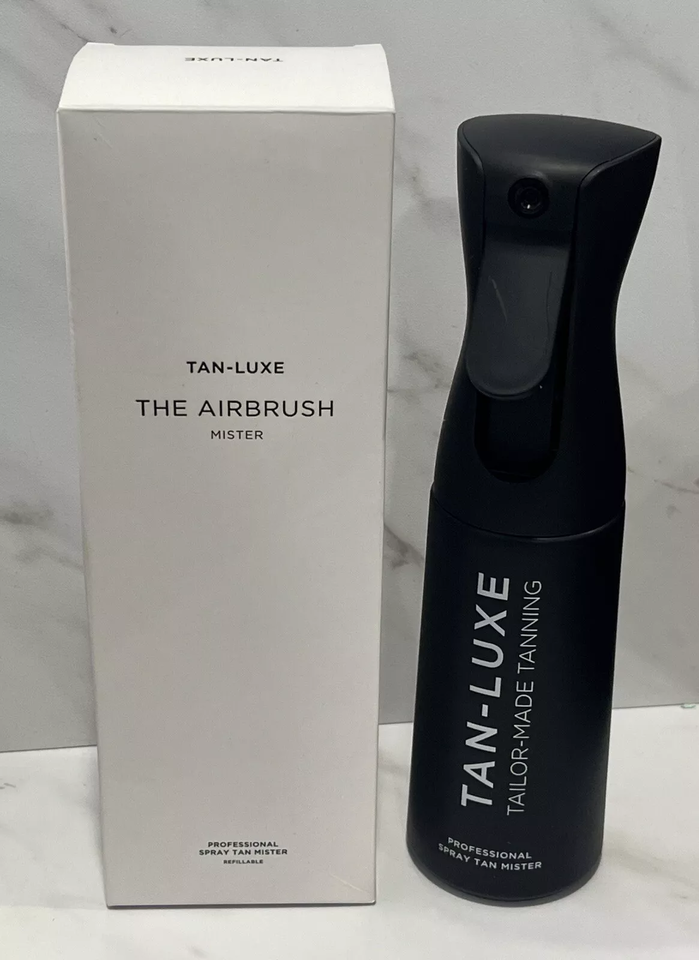 TAN-LUXE
TAN-LUXE
THE AIRBRUSH
MISTER
PROFESSIONAL
SPRAY TAN MISTER
REFILLABLE
TAN-LUXE
TAILOR-MADE TANNING
PROFESSIONAL
SPRAY TAN MISTER